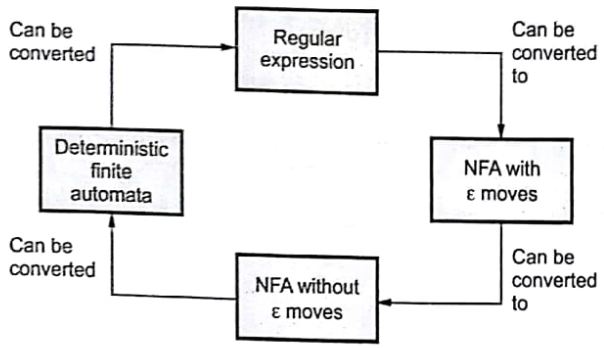 Can be
converted
Regular
expression
Can be
converted
to
Deterministic
finite
automata
NFA with
ε moves
Can be
converted
NFA without
ε moves
Can be
converted
to